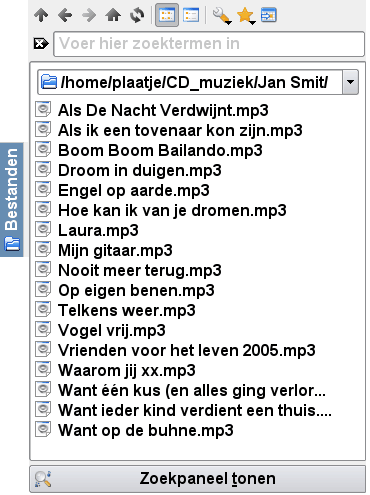 Voer hier zoektermen in
/home/plaatje/CD_muziek/Jan Smit/
Als De Nacht Verdwijnt.mp3
Als ik een tovenaar kon zijn.mp3
Boom Boom Bailando.mp3
Droom in duigen.mp3
Engel op aarde.mp3
Hoe kan ik van je dromen.mp3
Laura.mp3
Mijn gitaar.mp3
Nooit meer terug.mp3
Op eigen benen.mp3
Telkens weer.mp3
Vogel vrij.mp3
Vrienden voor het leven 2005.mp3
Waarom jij xx.mp3
Want één kus (en alles ging verlor...
Want ieder kind verdient een thuis....
Want op de buhne.mp3
Bestanden
Zoekpaneel tonen